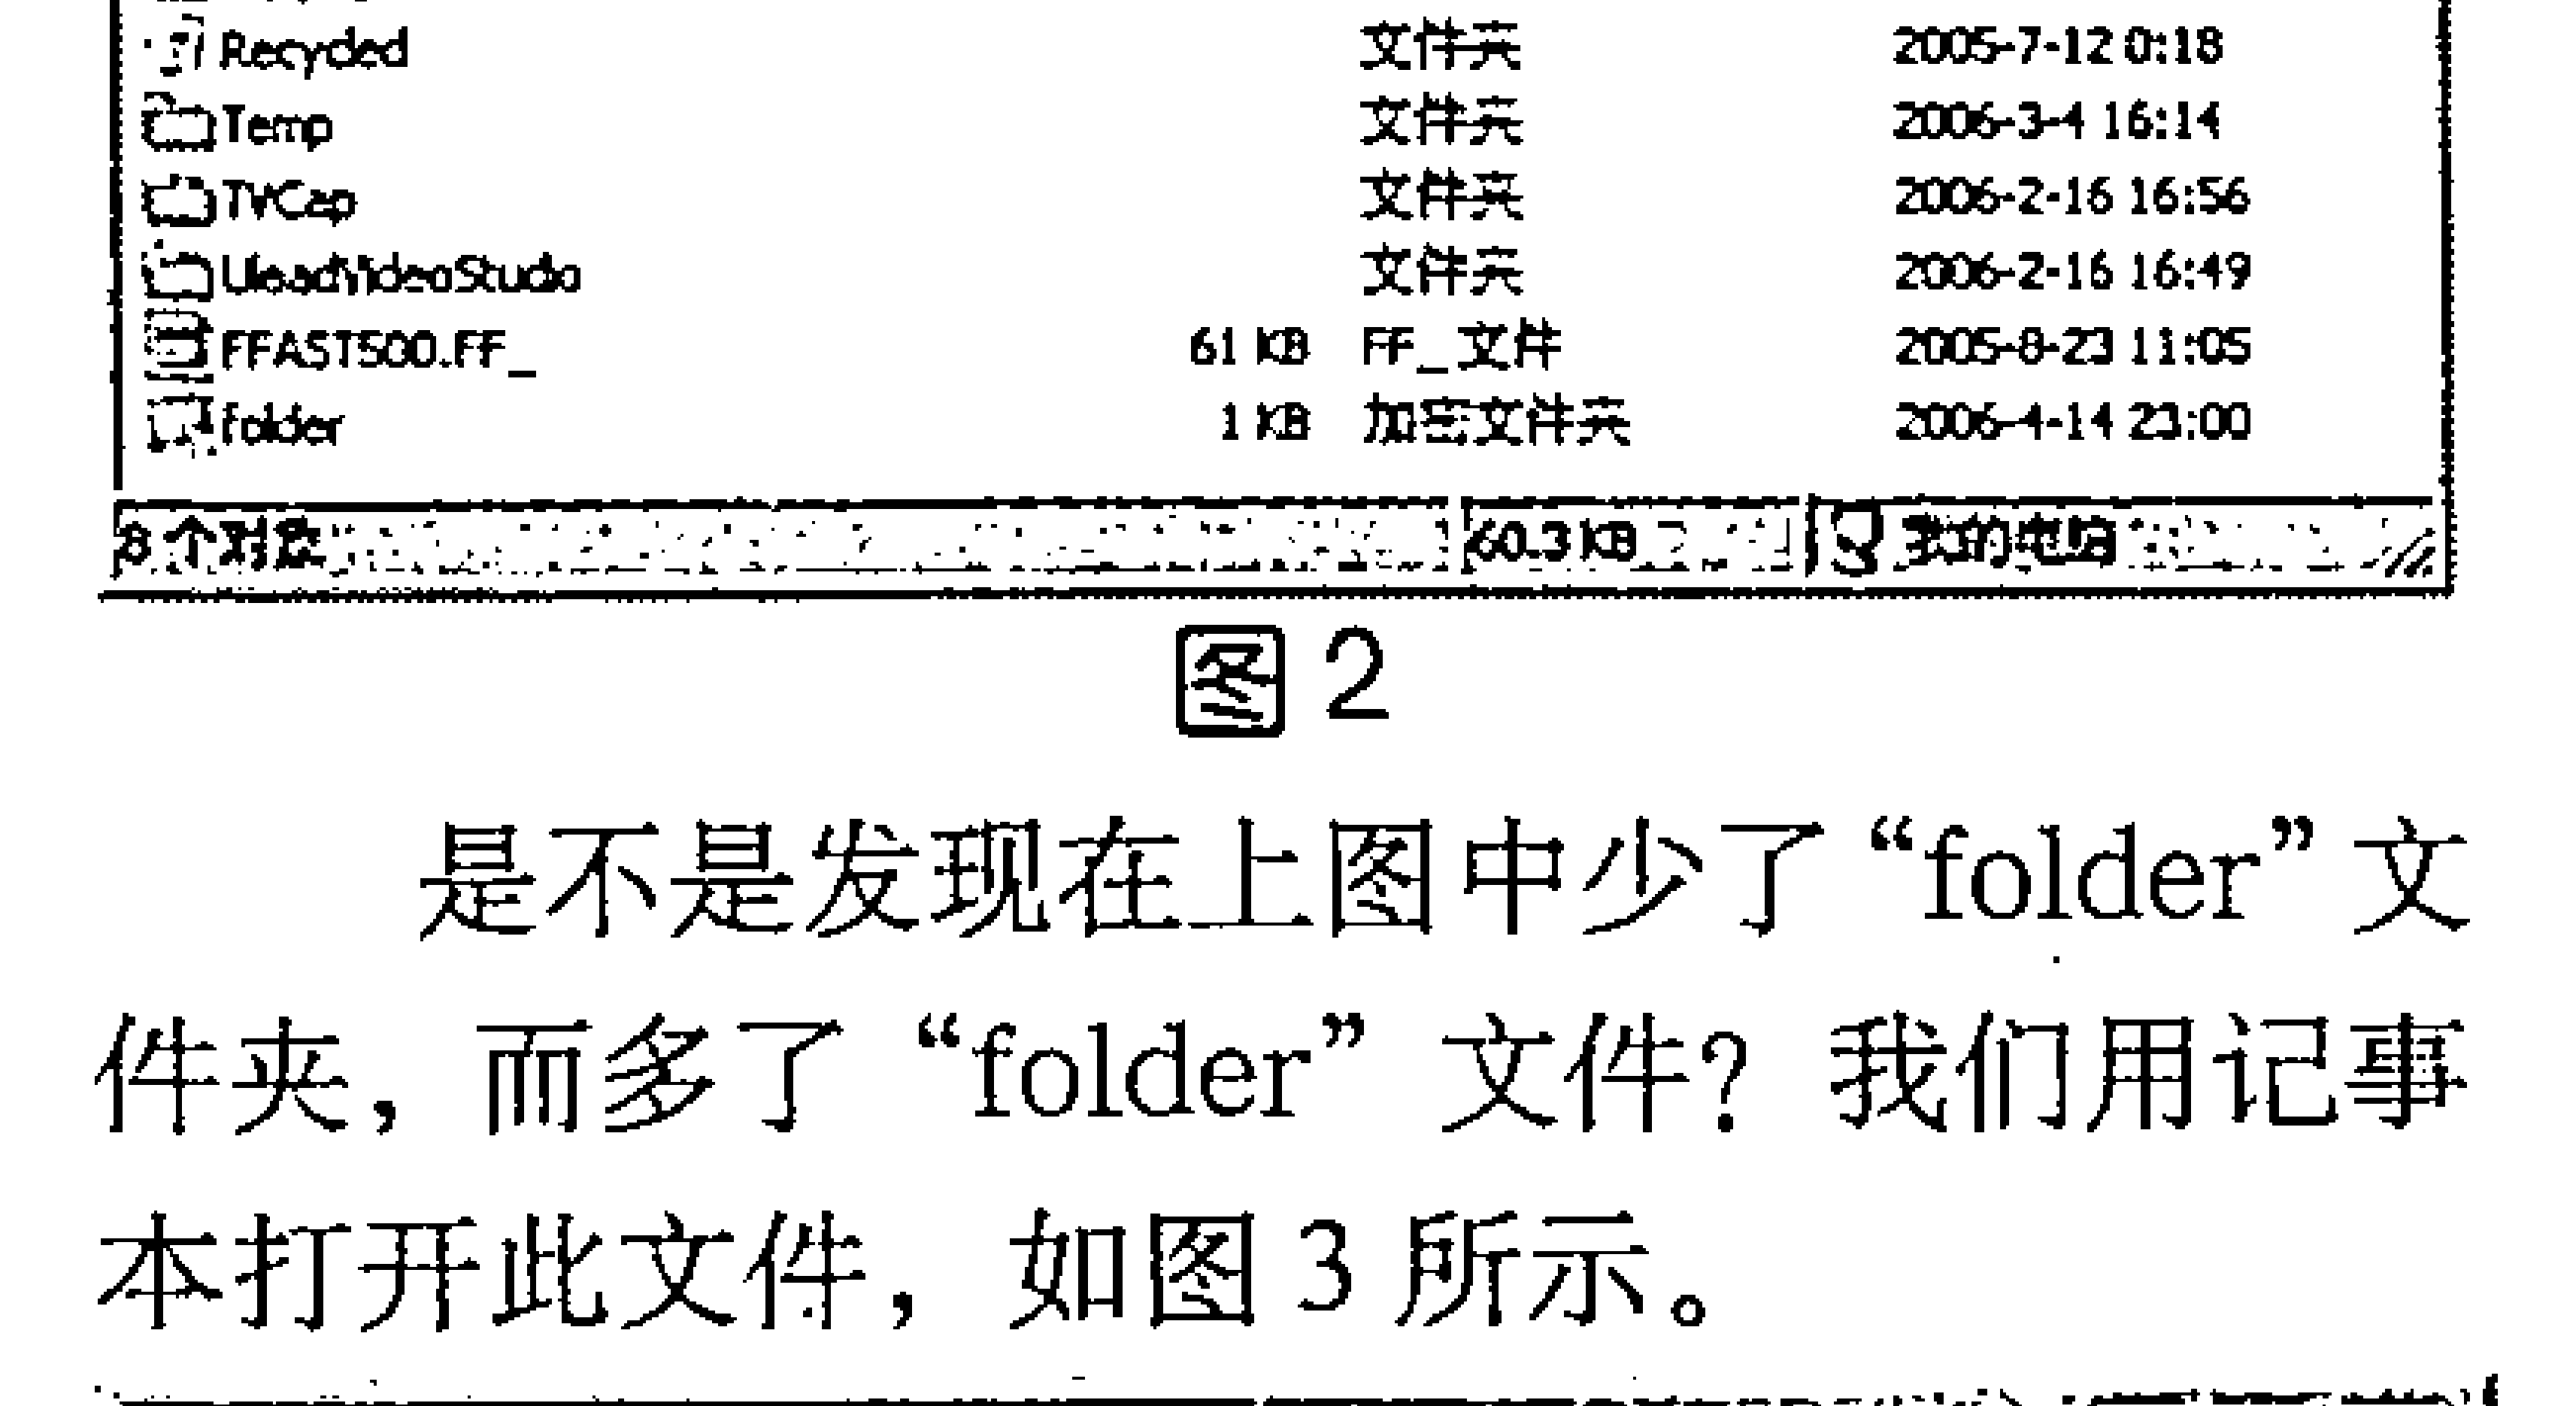 Recycled 文件夹 2005-7-12 0:18
Temp 文件夹 2006-3-4 16:14
TVCap 文件夹 2006-2-16 16:56
UleadVideoStudio 文件夹 2006-2-16 16:49
FFAST500.FF_ 61 KB FF_文件 2005-8-23 11:05
folder 1 KB 加密文件夹 2006-4-14 23:00
8 个对象 60.3 KB 我的电脑
图 2
是不是发现在上图中少了“folder”文
件夹，而多了“folder”文件？我们用记事
本打开此文件，如图 3 所示。